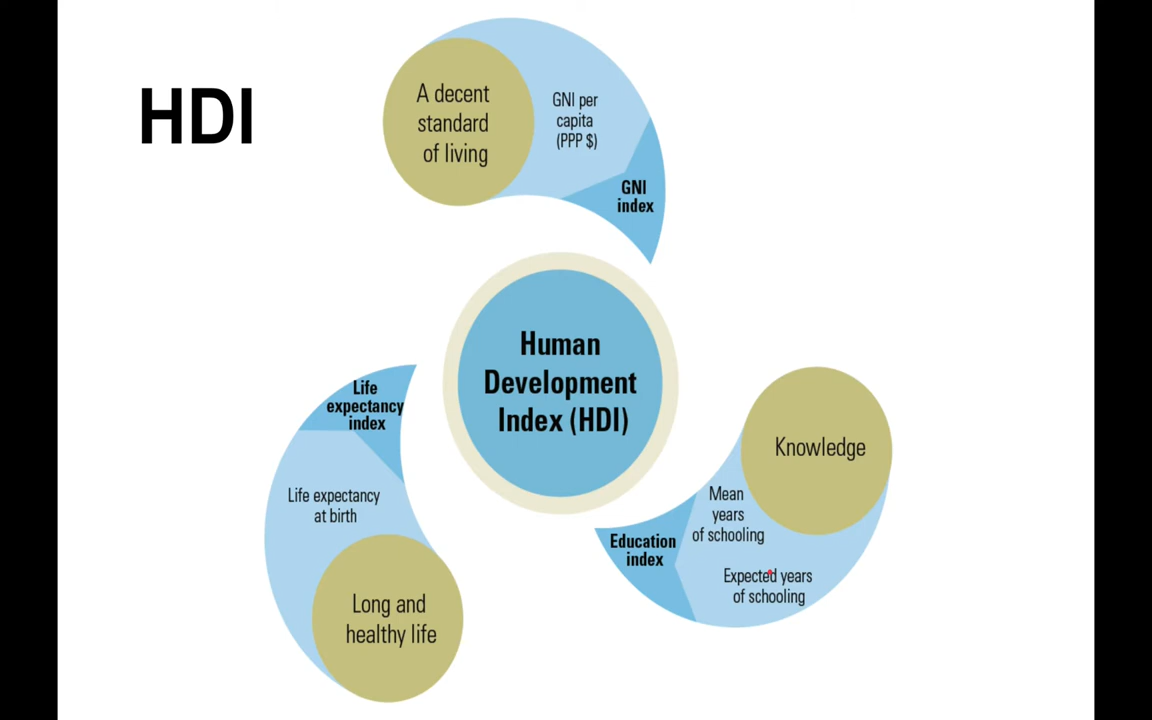 HDI
A decent
standard
of living
GNI per
capita
(PPP $)
GNI
index
Human
Development
Index (HDI)
Life
expectancy
index
Life expectancy
at birth
Long and
healthy life
Knowledge
Mean
years
of schooling
Expected years
of schooling
Education
index